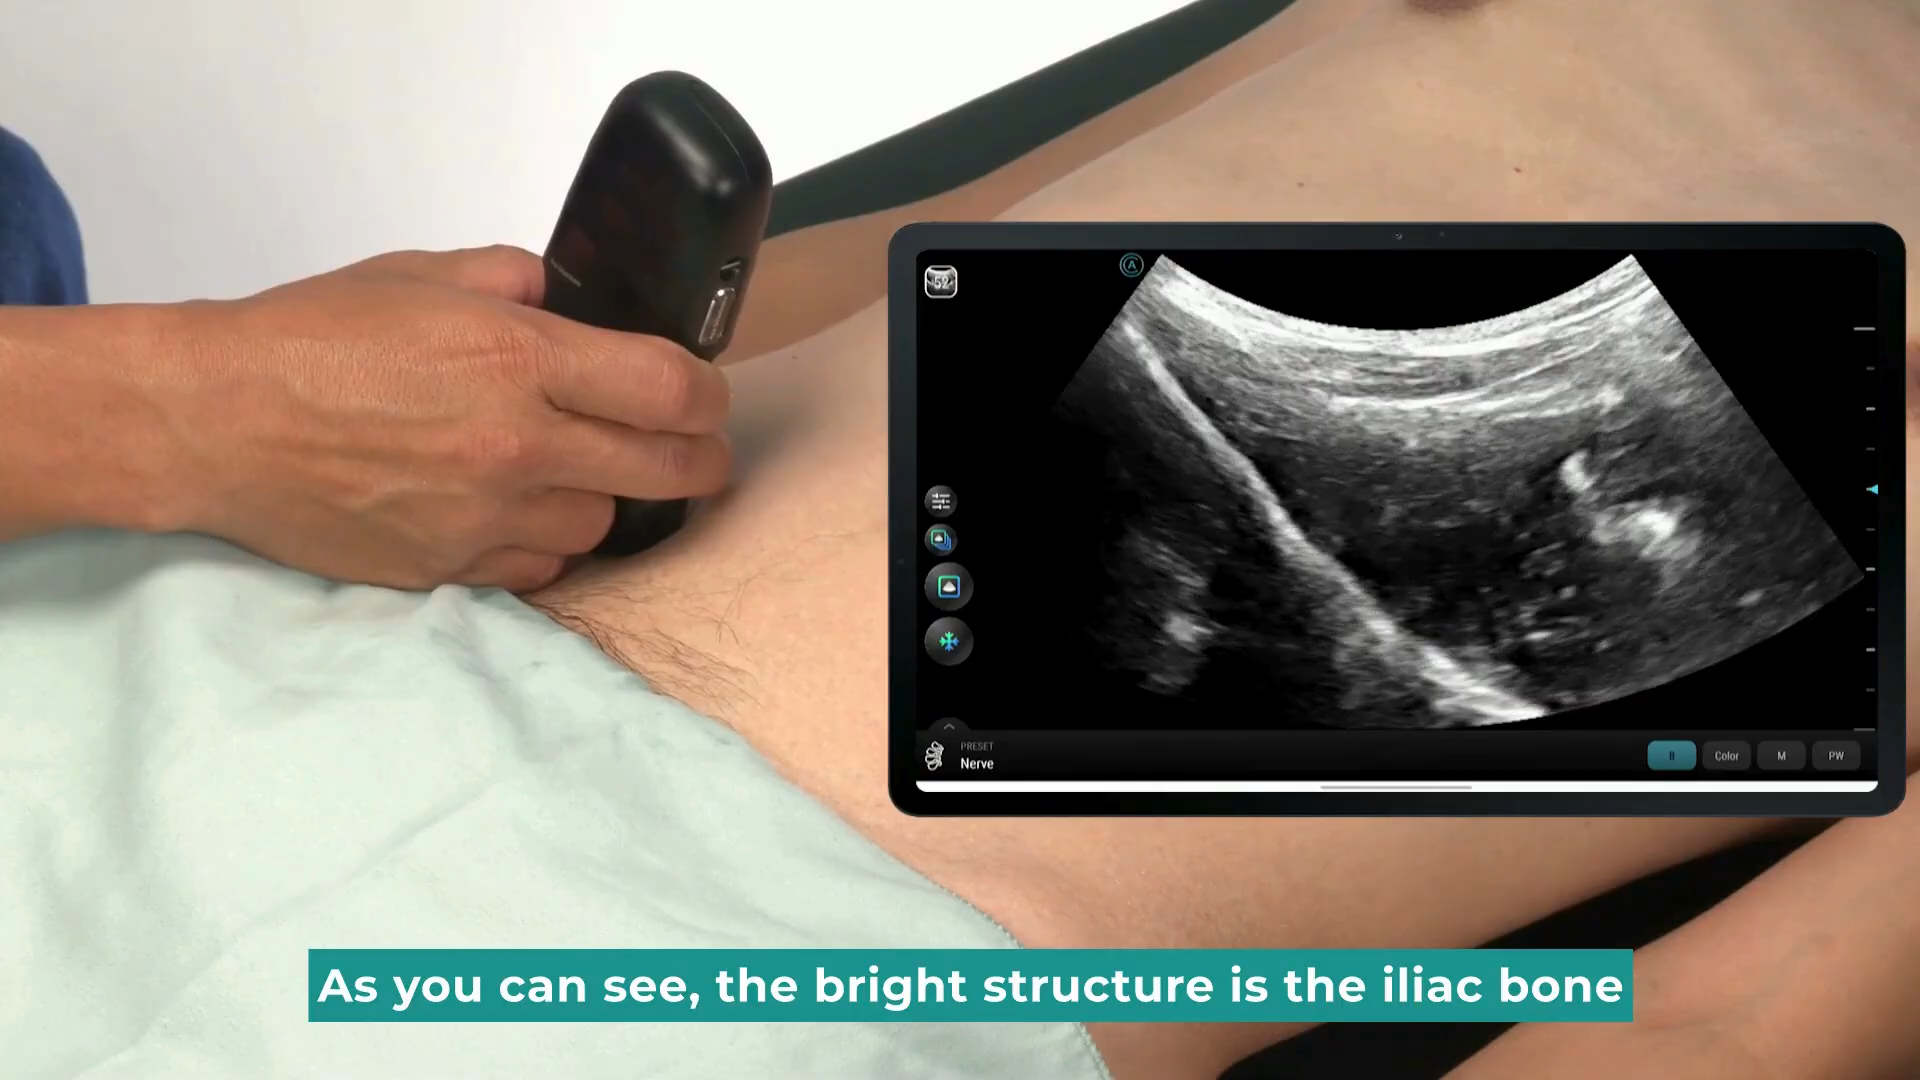 A
52
PRESET
Nerve
B
Color
M
PW
As you can see, the bright structure is the iliac bone